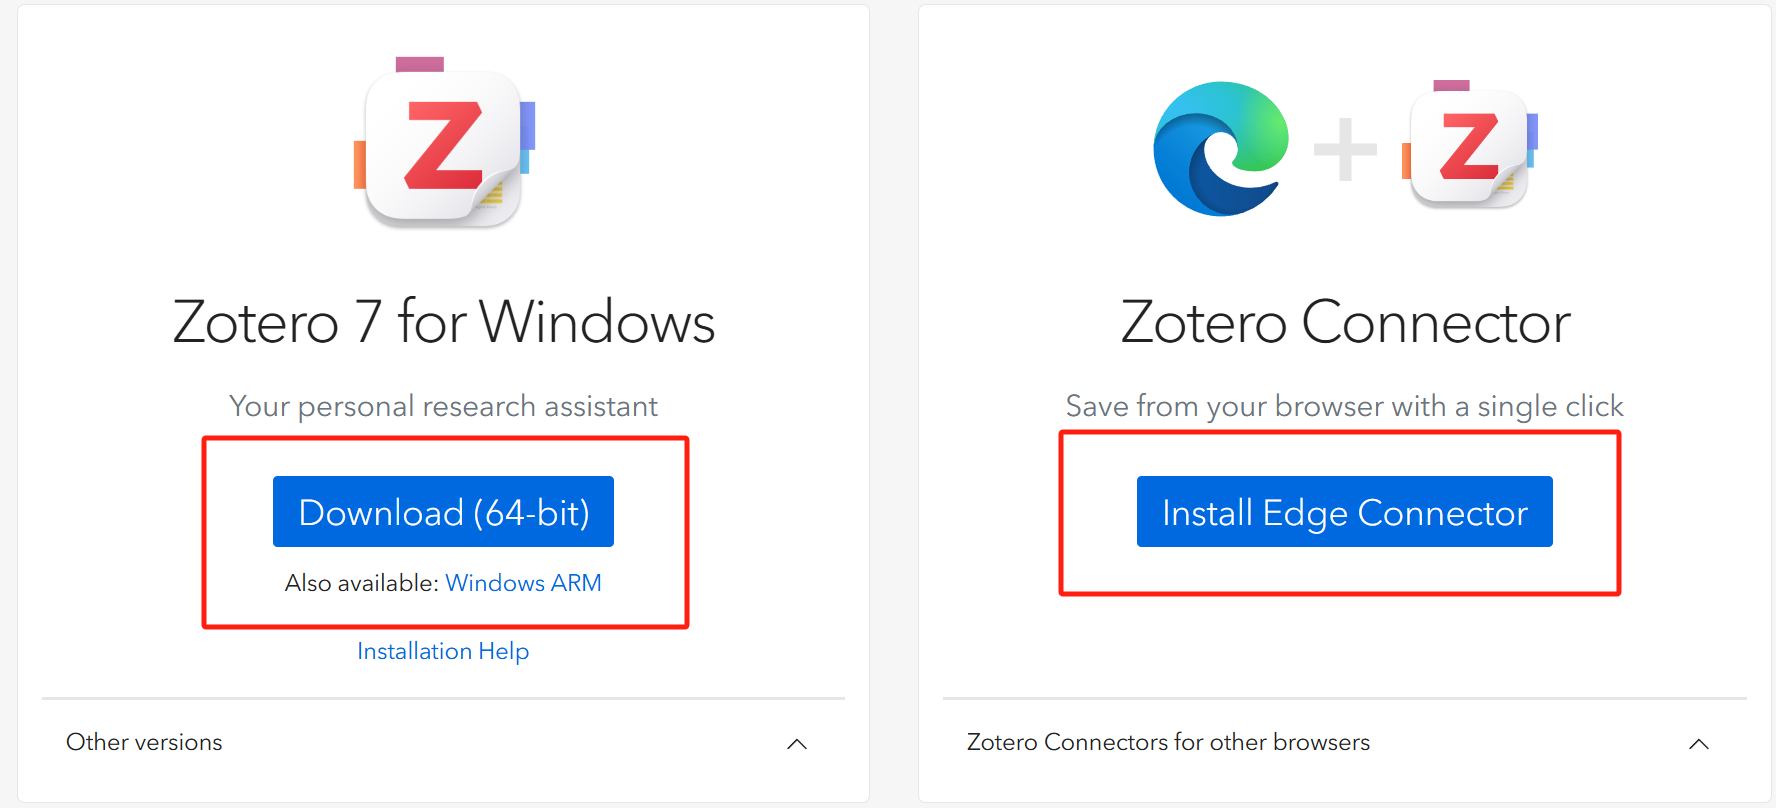 Z
Zotero 7 for Windows
Your personal research assistant
Download (64-bit)
Also available: Windows ARM
Installation Help
Other versions
Z
Zotero Connector
Save from your browser with a single click
Install Edge Connector
Zotero Connectors for other browsers